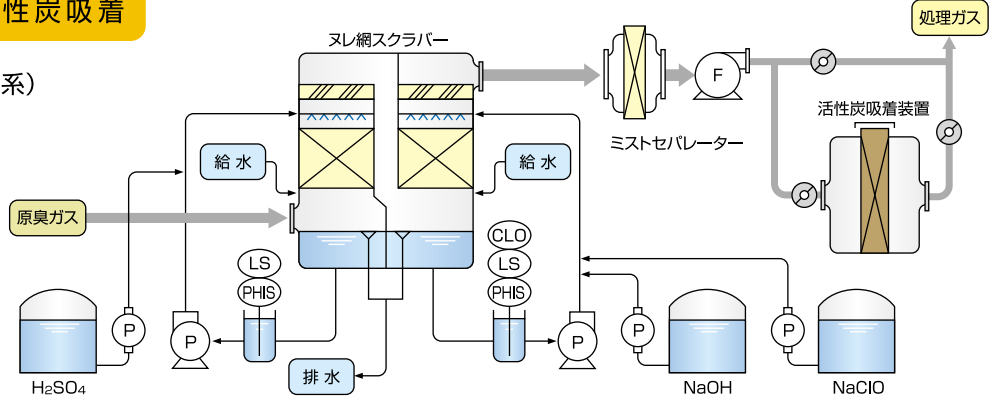 性炭吸着
系）
ヌレ網スクラバー
処理ガス
F
活性炭吸着装置
ミストセパレーター
給水
給水
原臭ガス
CLO
LS
LS
PHIS
PHIS
P
P
P
P
P
排水
H₂SO₄
NaOH
NaClO